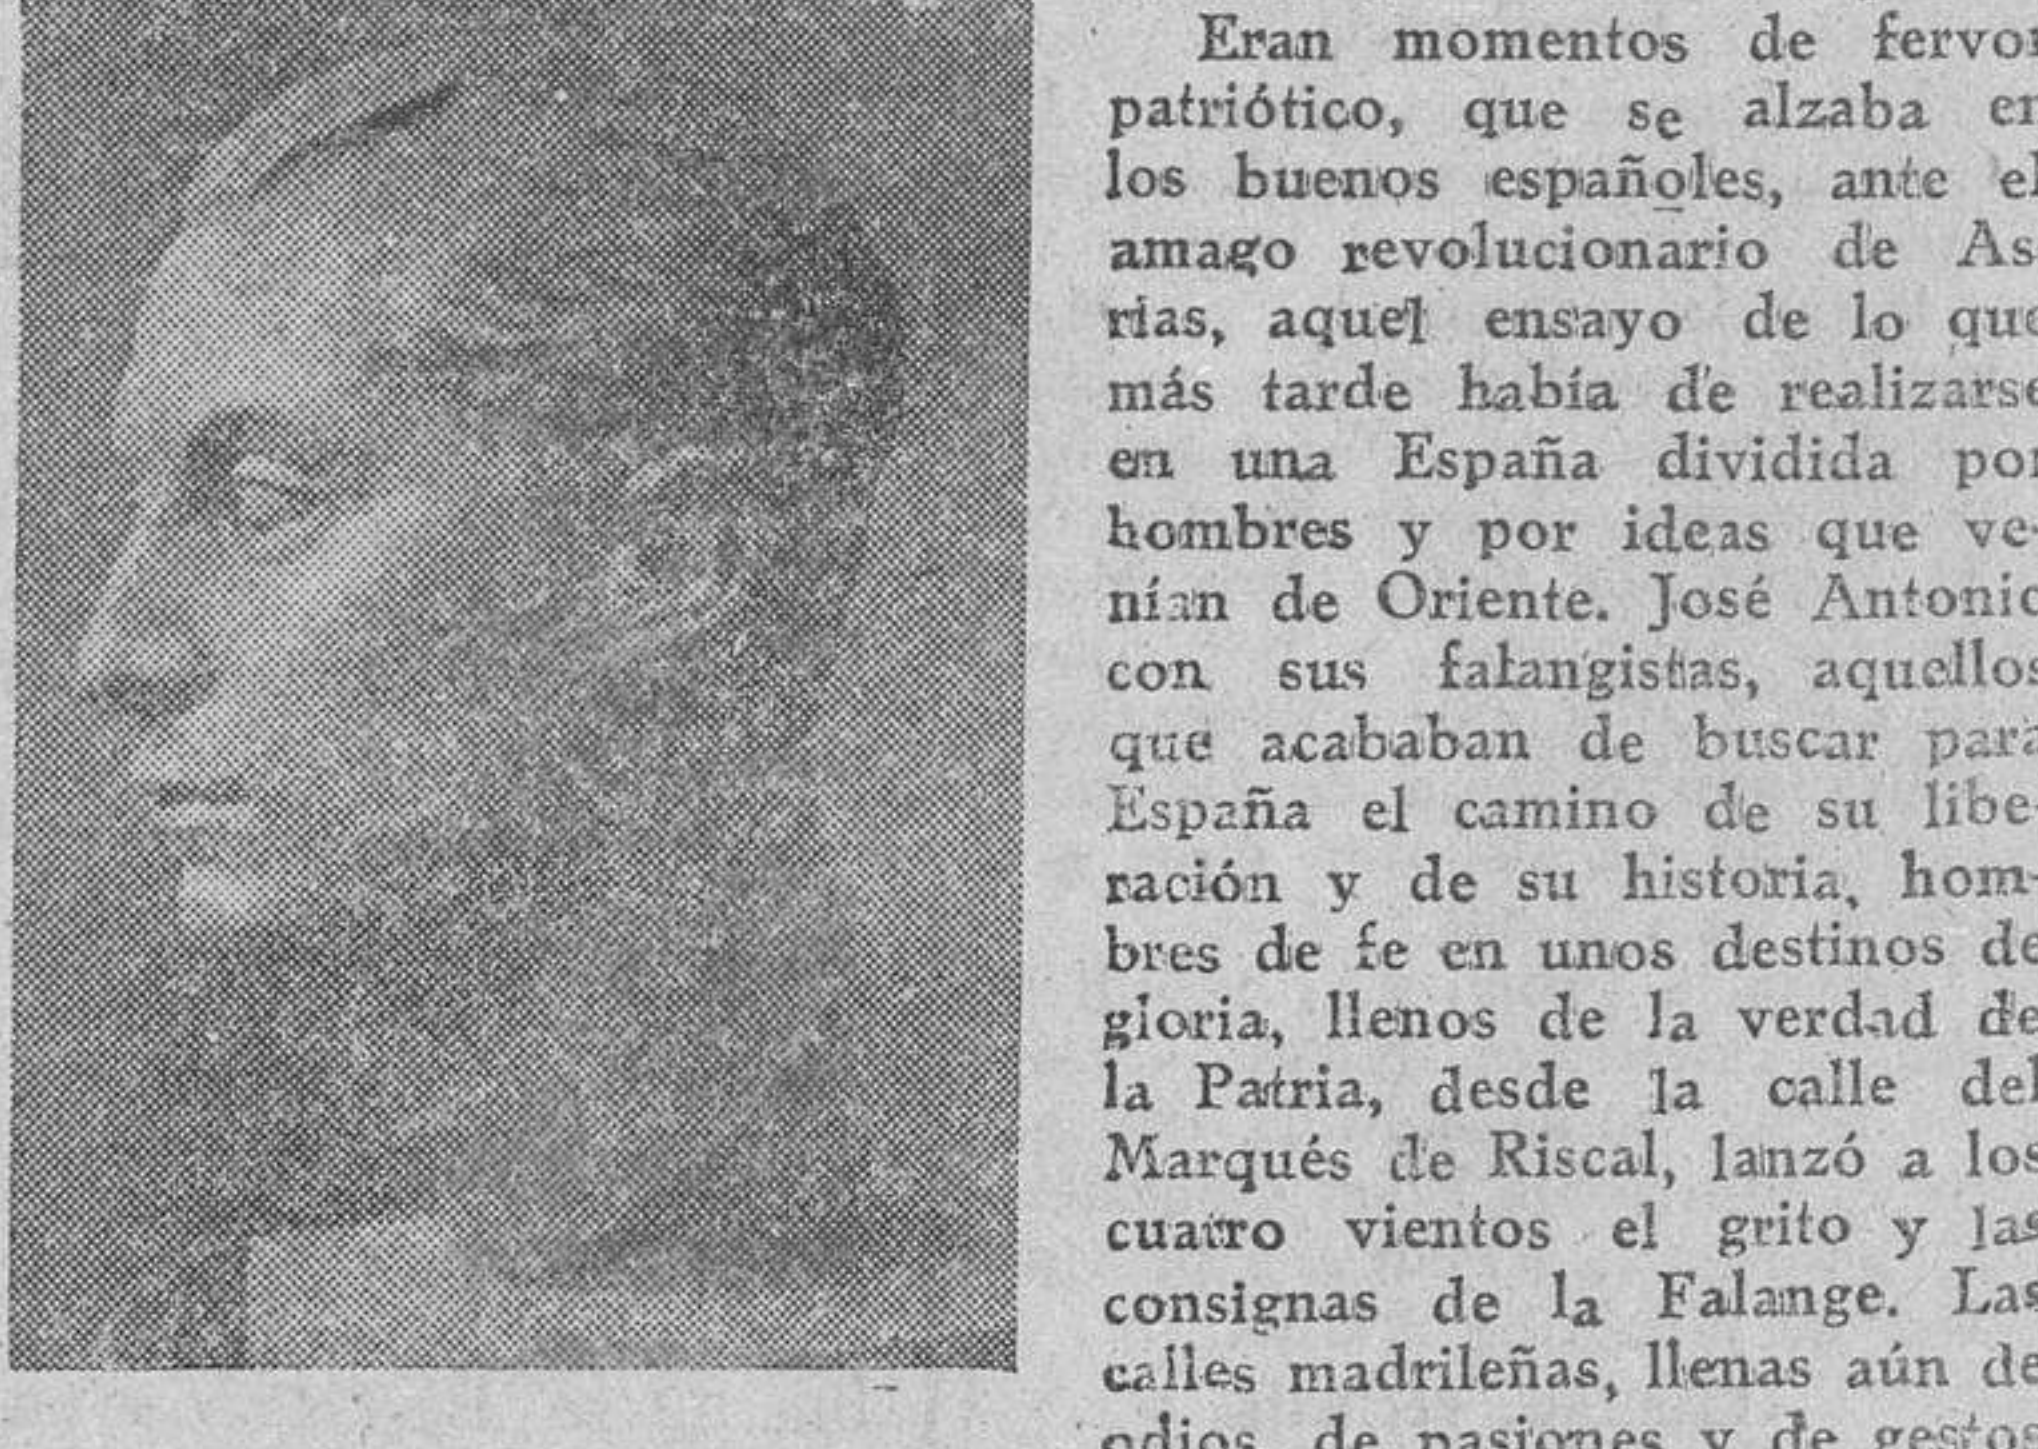 Eran momentos de fervor
patriótico, que se alzaba en
los buenos españoles, ante el
amago revolucionario de As-
rias, aquel ensayo de lo que
más tarde había de realizarse
en una España dividida por
hombres y por ideas que ve-
nían de Oriente. José Antonio
con sus falangistas, aquellos
que acababan de buscar para
España el camino de su libe-
ración y de su historia, hom-
bres de fe en unos destinos de
gloria, llenos de la verdad de
la Patria, desde la calle del
Marqués de Riscal, lanzó a los
cuatro vientos el grito y las
consignas de la Falange. Las
calles madrileñas, llenas aún de
odios, de pasiones y de gestos